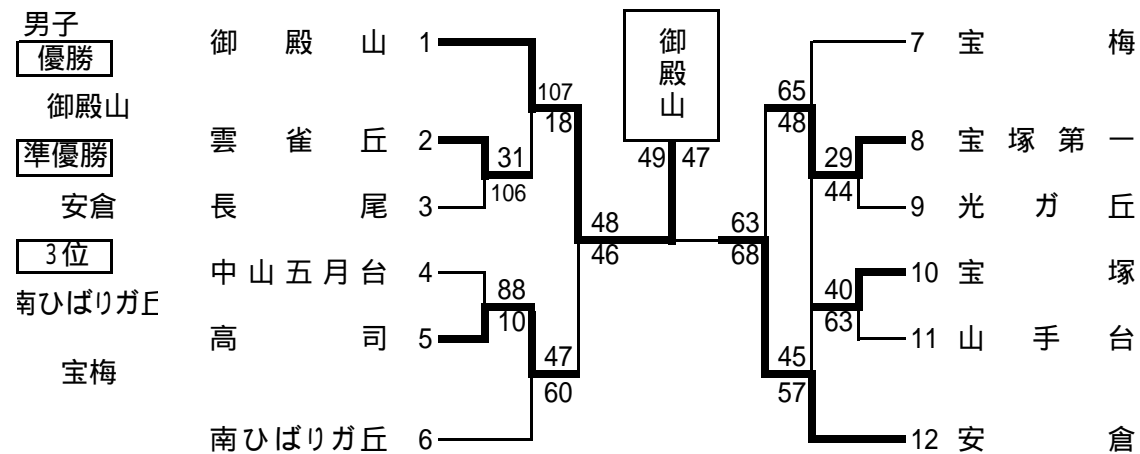 男子
優勝
御殿山
準優勝
安倉
3位
南ひばりガ丘
宝梅
御殿山 1
雲雀丘 2
長尾 3
中山五月台 4
高司 5
南ひばりガ丘 6
107
18
31
106
88
10
47
60
48
46
御殿山
49 47
63
68
65
48
29
44
40
63
45
57
7 宝梅
8 宝塚第一
9 光ガ丘
10 宝塚
11 山手台
12 安倉